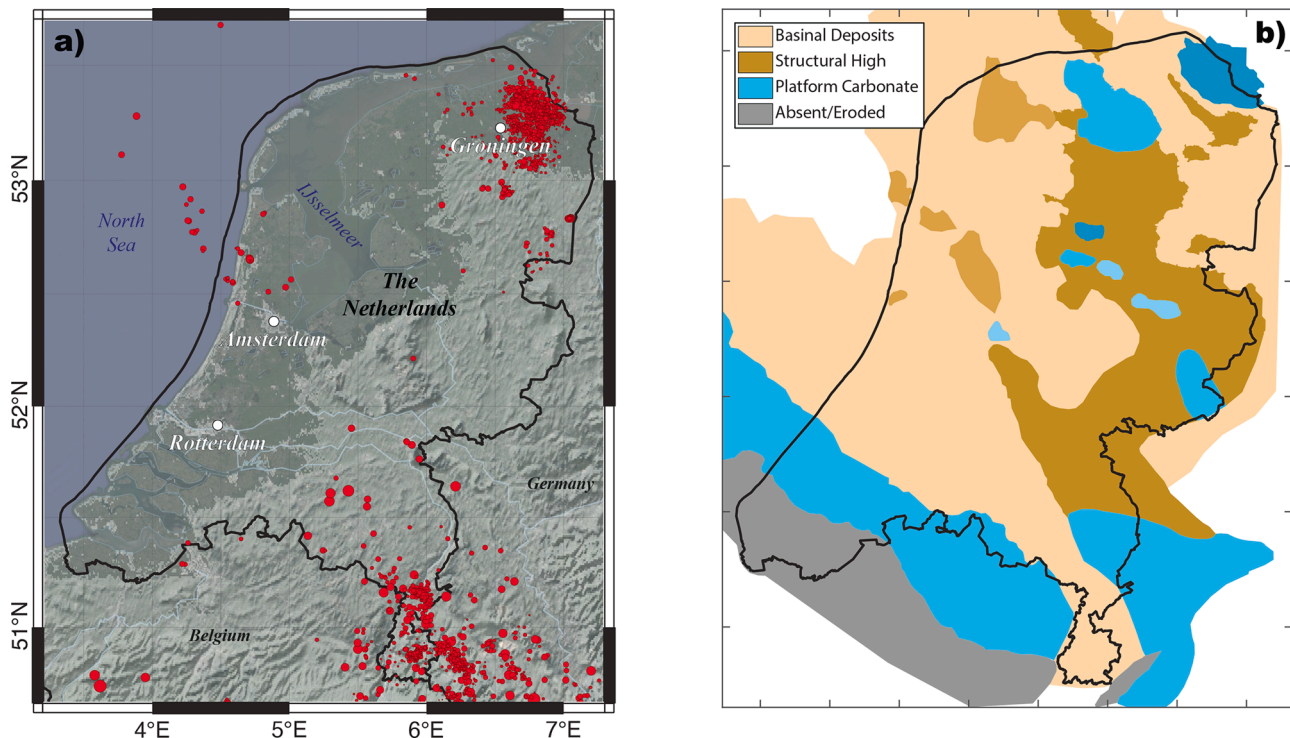 a)
b)
Basinal Deposits
Structural High
Platform Carbonate
Absent/Eroded
Groningen
53°N
North
Sea
IJsselmeer
The
Netherlands
Amsterdam
52°N
Rotterdam
Germany
51°N
Belgium
4°E
5°E
6°E
7°E